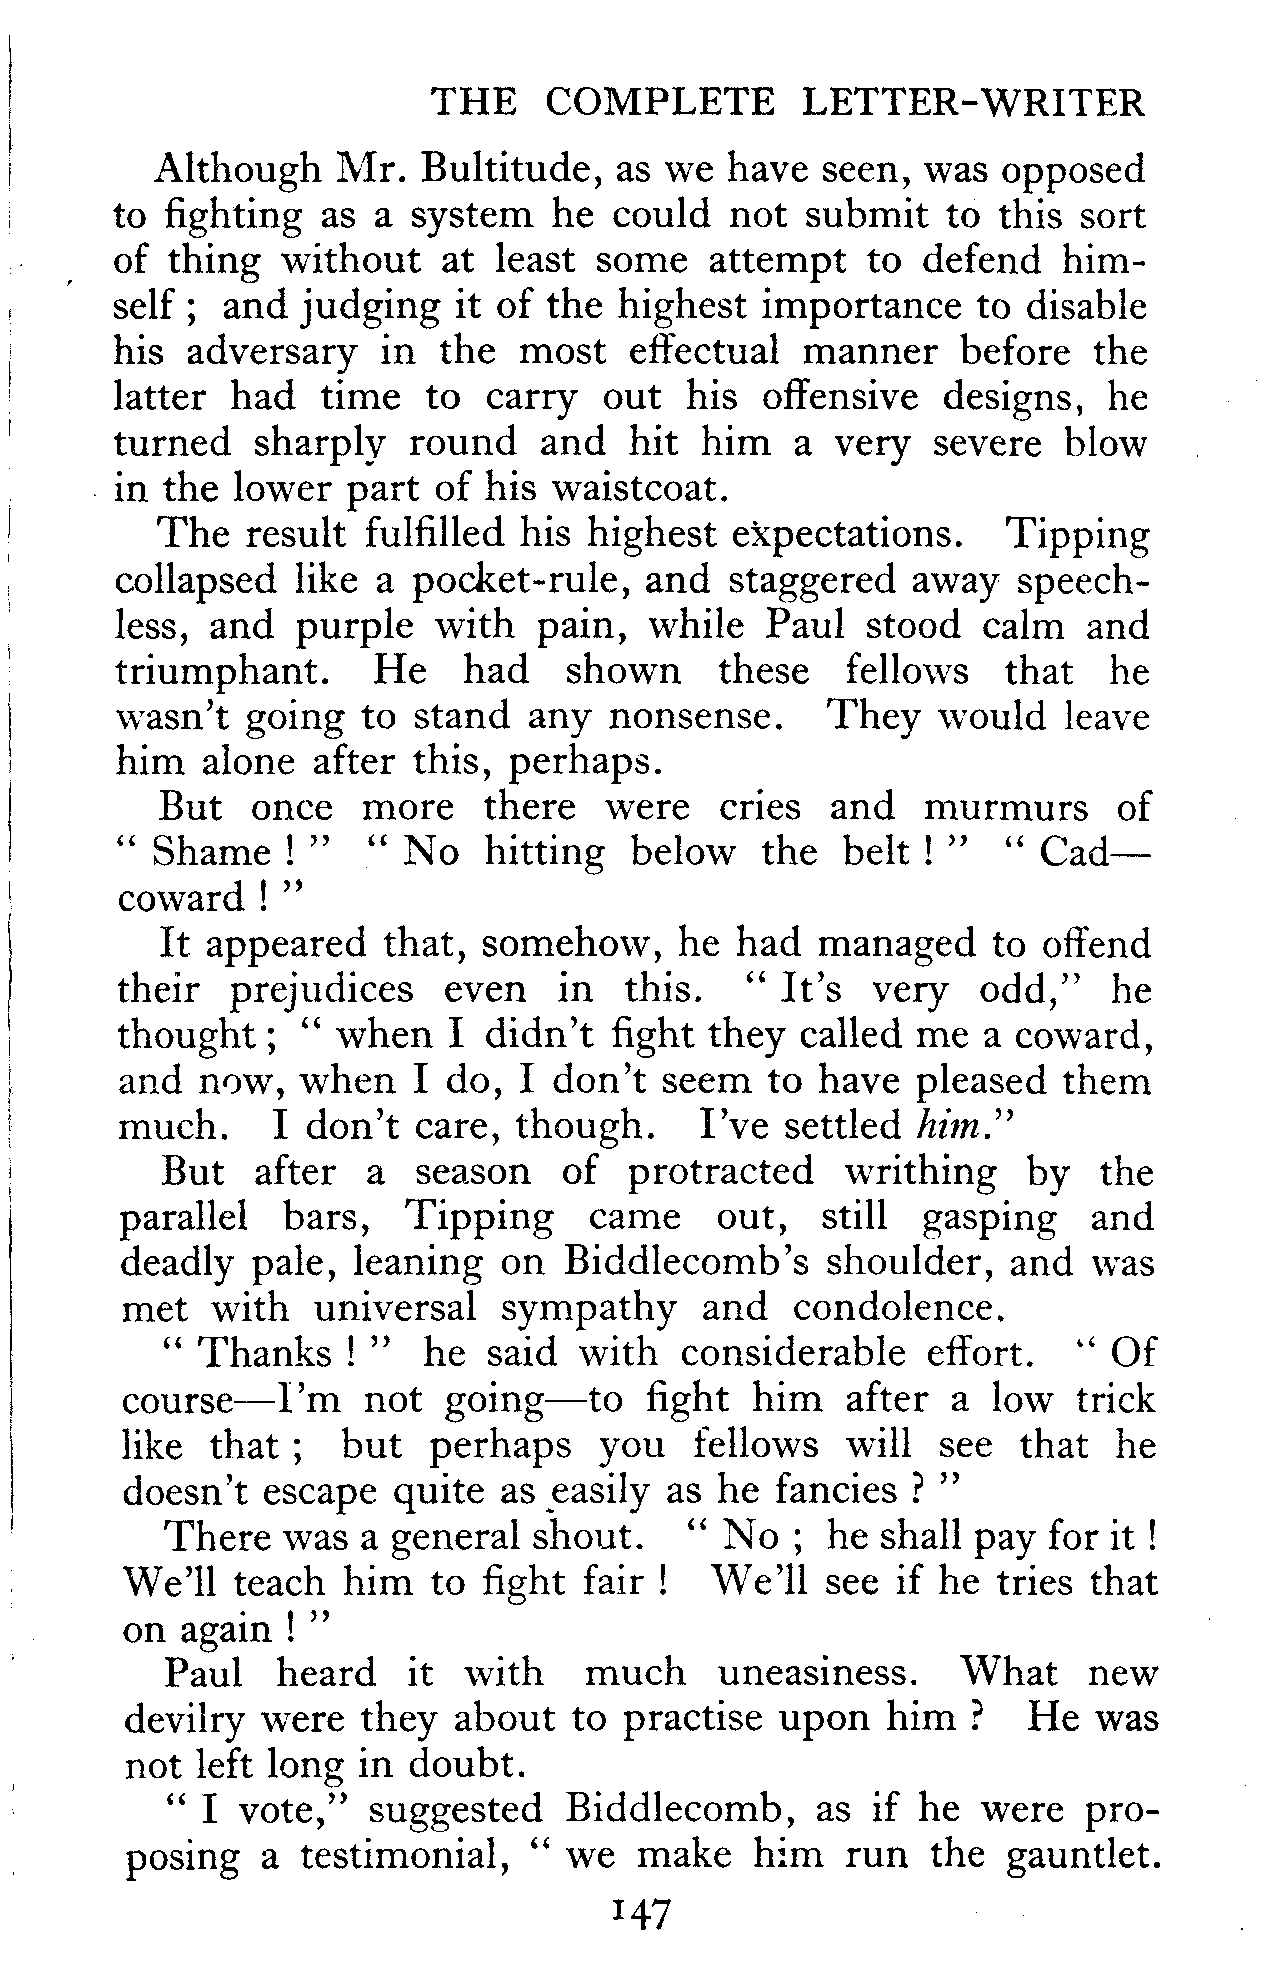 THE COMPLETE LETTER-WRITER
Although Mr. Bultitude, as we have seen, was opposed
to fighting as a system he could not submit to this sort
of thing without at least some attempt to defend him-
self ; and judging it of the highest importance to disable
his adversary in the most effectual manner before the
latter had time to carry out his offensive designs, he
turned sharply round and hit him a very severe blow
in the lower part of his waistcoat.
The result fulfilled his highest expectations. Tipping
collapsed like a pocket-rule, and staggered away speech-
less, and purple with pain, while Paul stood calm and
triumphant. He had shown these fellows that he
wasn't going to stand any nonsense. They would leave
him alone after this, perhaps.
But once more there were cries and murmurs of
“ Shame ! ” “ No hitting below the belt ! ” “ Cad—
coward ! ”
It appeared that, somehow, he had managed to offend
their prejudices even in this. “ It's very odd,” he
thought ; “ when I didn't fight they called me a coward,
and now, when I do, I don't seem to have pleased them
much. I don't care, though. I've settled him.”
But after a season of protracted writhing by the
parallel bars, Tipping came out, still gasping and
deadly pale, leaning on Biddlecomb's shoulder, and was
met with universal sympathy and condolence.
“ Thanks ! ” he said with considerable effort. “ Of
course—I'm not going—to fight him after a low trick
like that ; but perhaps you fellows will see that he
doesn't escape quite as easily as he fancies ? ”
There was a general shout. “ No ; he shall pay for it !
We'll teach him to fight fair ! We'll see if he tries that
on again ! ”
Paul heard it with much uneasiness. What new
devilry were they about to practise upon him ? He was
not left long in doubt.
“ I vote,” suggested Biddlecomb, as if he were pro-
posing a testimonial, “ we make him run the gauntlet.
147